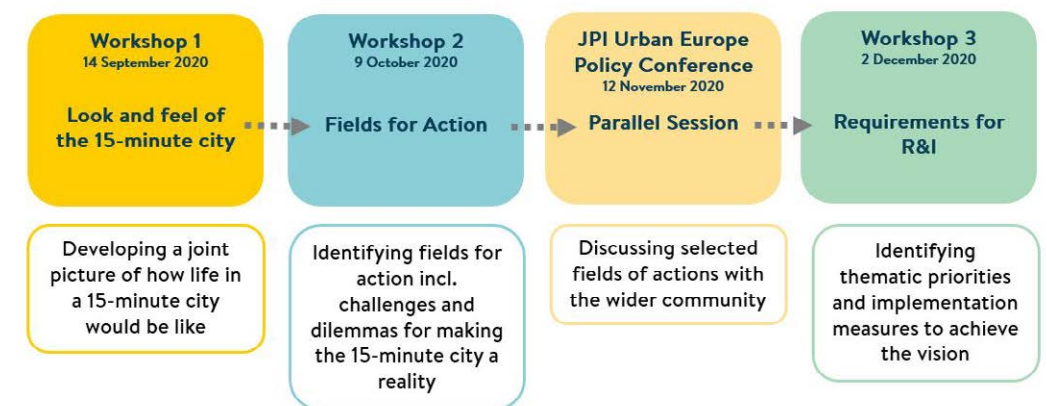 Workshop 1
14 September 2020
Look and feel of
the 15-minute city
Workshop 2
9 October 2020
Fields for Action
JPI Urban Europe
Policy Conference
12 November 2020
Parallel Session
Workshop 3
2 December 2020
Requirements for
R&I
Developing a joint
picture of how life in
a 15-minute city
would be like
Identifying fields for
action incl.
challenges and
dilemmas for making
the 15-minute city a
reality
Discussing selected
fields of actions with
the wider community
Identifying
thematic priorities
and implementation
measures to achieve
the vision